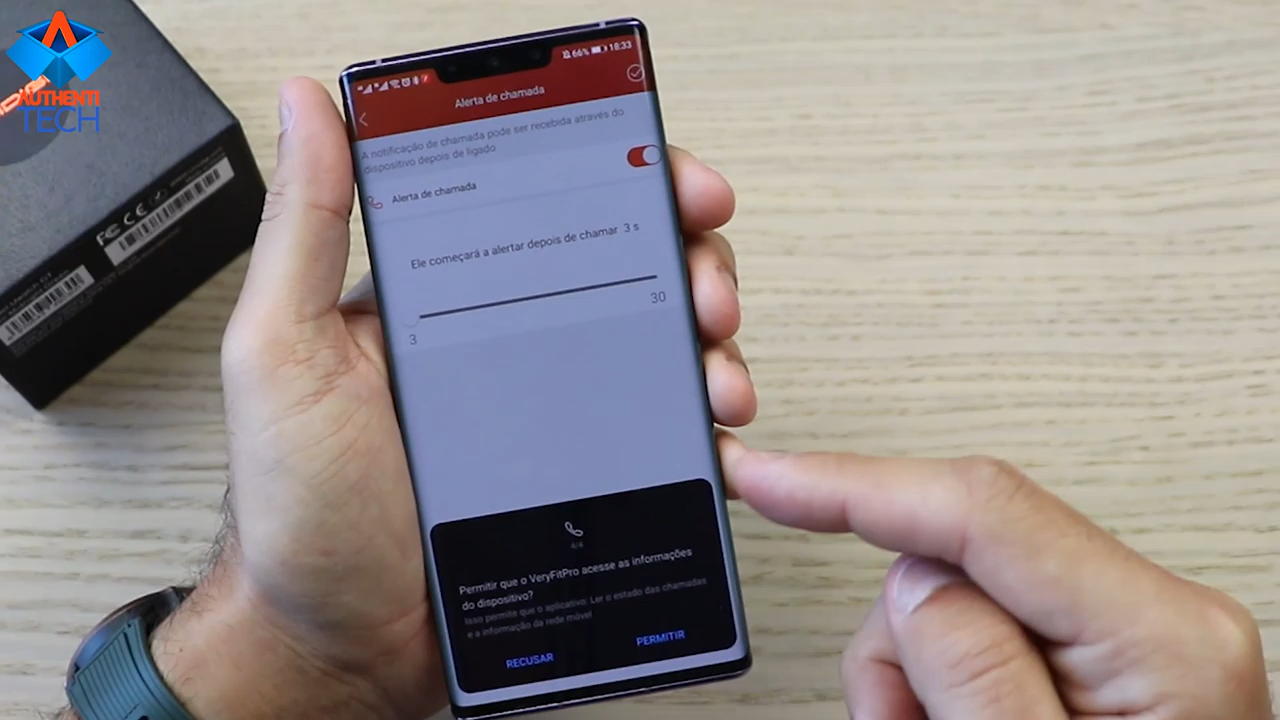 AUTHENTI
TECH
FC CE
66% 18:33
Alerta de chamada
A notificação de chamada pode ser recebida através do
dispositivo depois de ligado
Alerta de chamada
Ele começará a alertar depois de chamar 3 s
3 30
4/4
Permitir que o VeryFitPro acesse as informações
do dispositivo?
Isso permite que o aplicativo: Ler o estado das chamadas
e a informação da rede móvel
RECUSAR PERMITIR